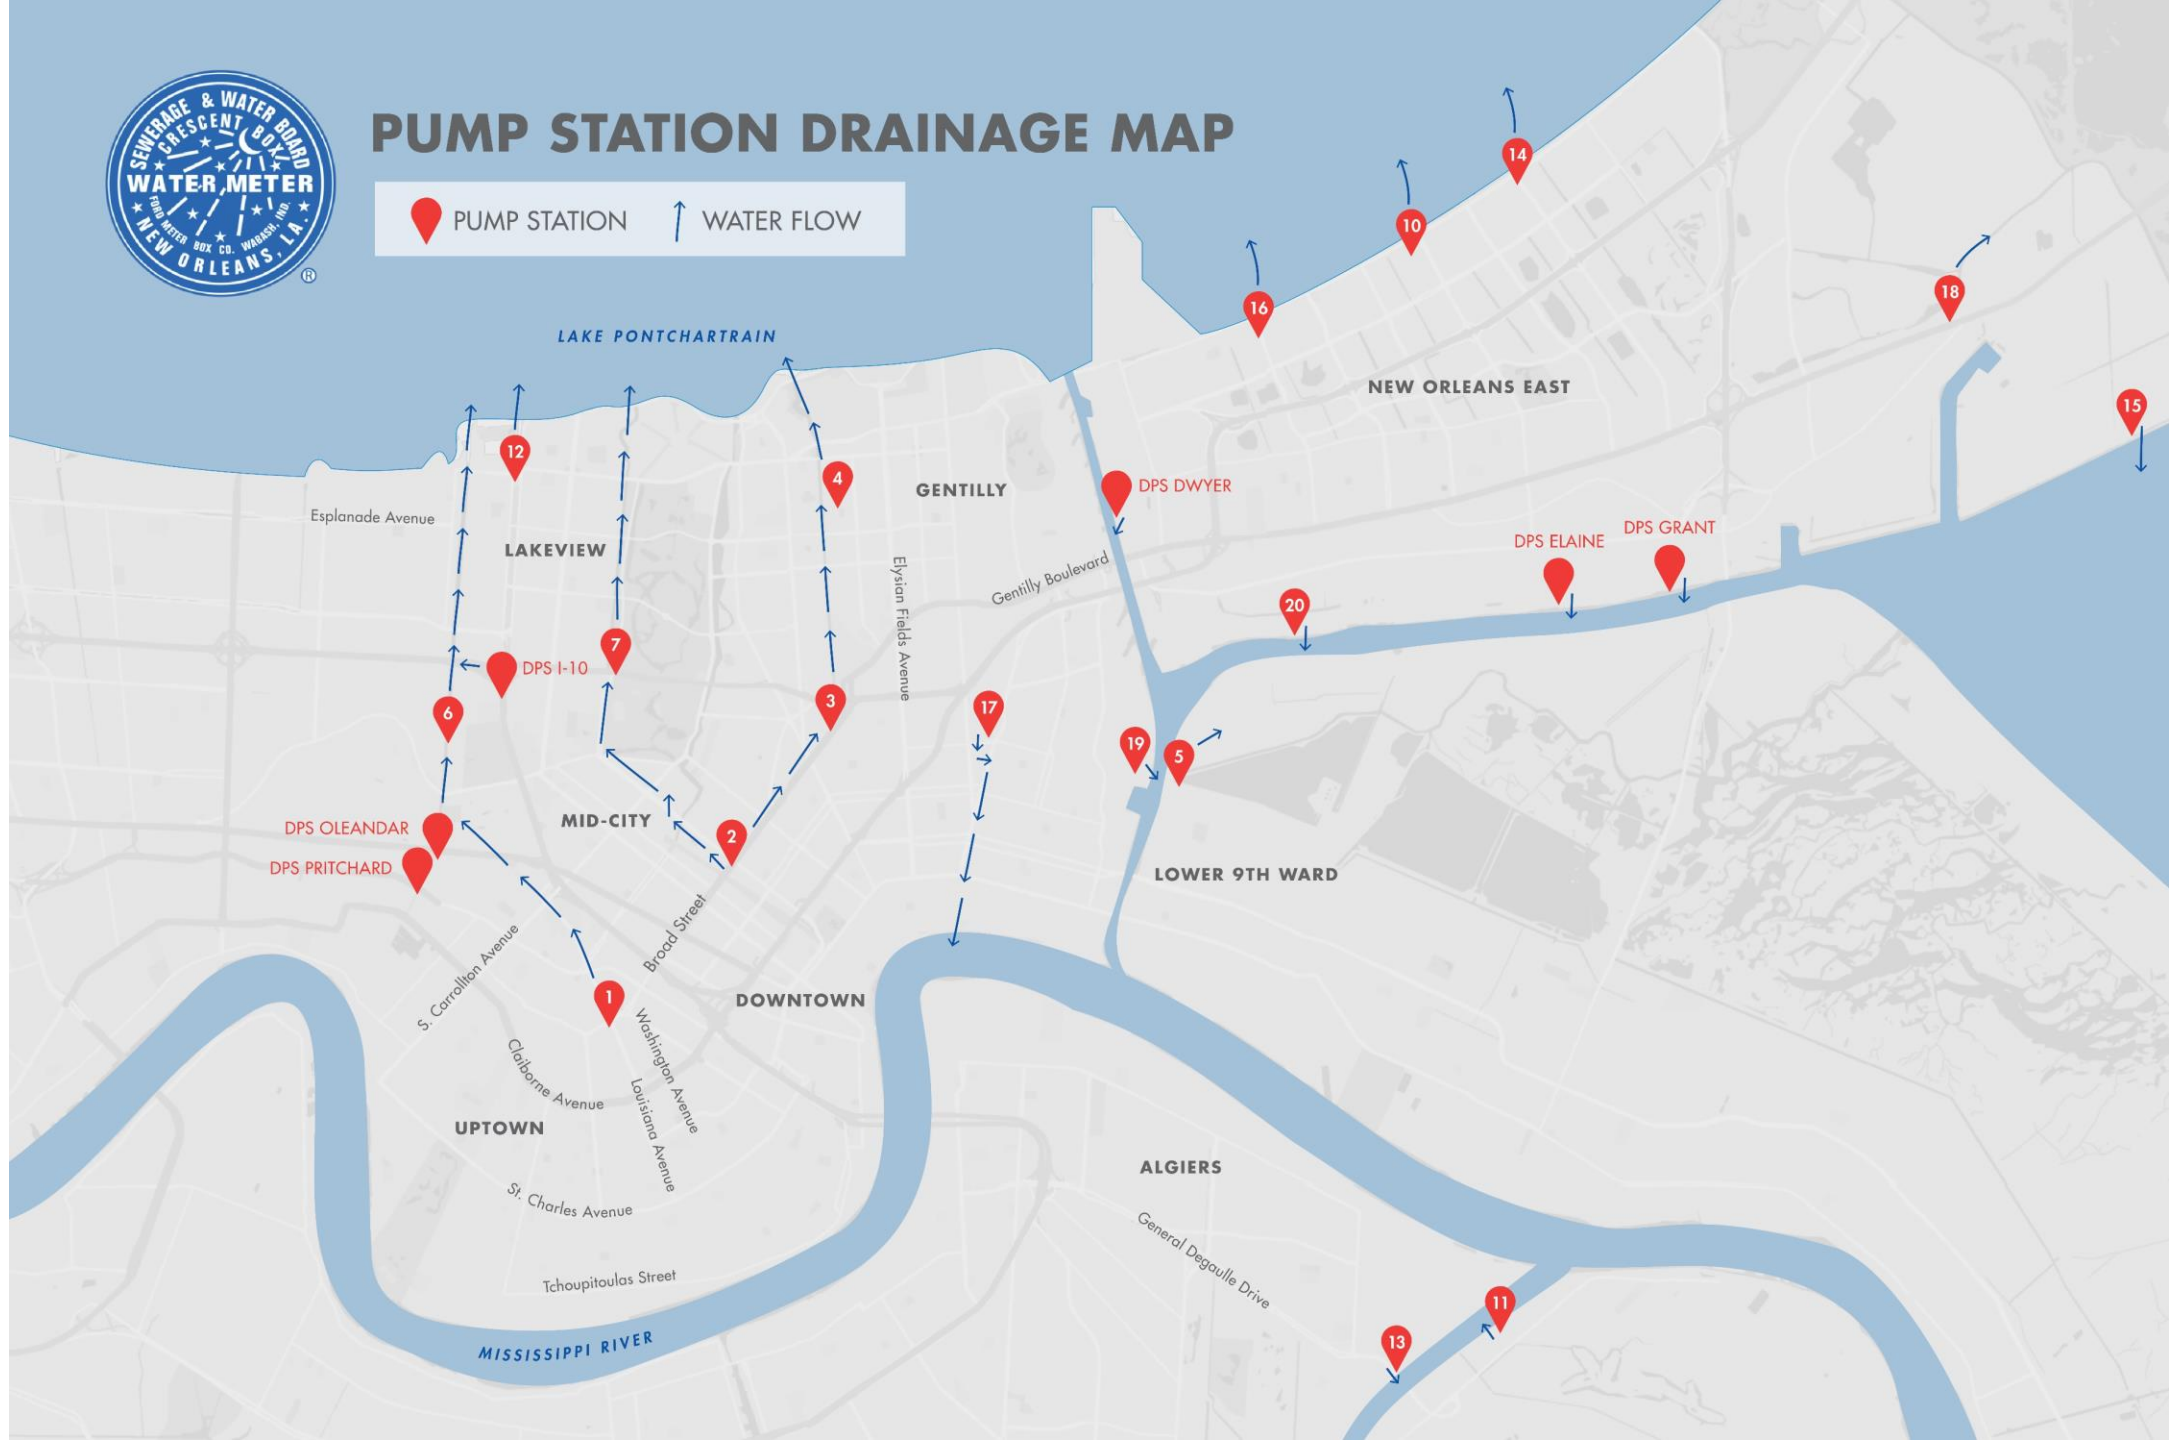 SEWERAGE & WATER BOARD
CRESCENT BOX
WATER METER
FORD METER BOX CO. WABASH, IND.
NEW ORLEANS, LA.
®
PUMP STATION DRAINAGE MAP
PUMP STATION
WATER FLOW
14
10
18
16
LAKE PONTCHARTRAIN
NEW ORLEANS EAST
15
12
4
DPS DWYER
GENTILLY
Esplanade Avenue
DPS GRANT
DPS ELAINE
LAKEVIEW
Elysian Fields Avenue
Gentilly Boulevard
20
7
DPS I-10
3
17
6
19
5
DPS OLEANDAR
MID-CITY
2
DPS PRITCHARD
LOWER 9TH WARD
Broad Street
S. Carrollton Avenue
1
DOWNTOWN
Washington Avenue
Claiborne Avenue
Louisiana Avenue
UPTOWN
ALGIERS
St. Charles Avenue
General Degaulle Drive
Tchoupitoulas Street
11
13
MISSISSIPPI RIVER